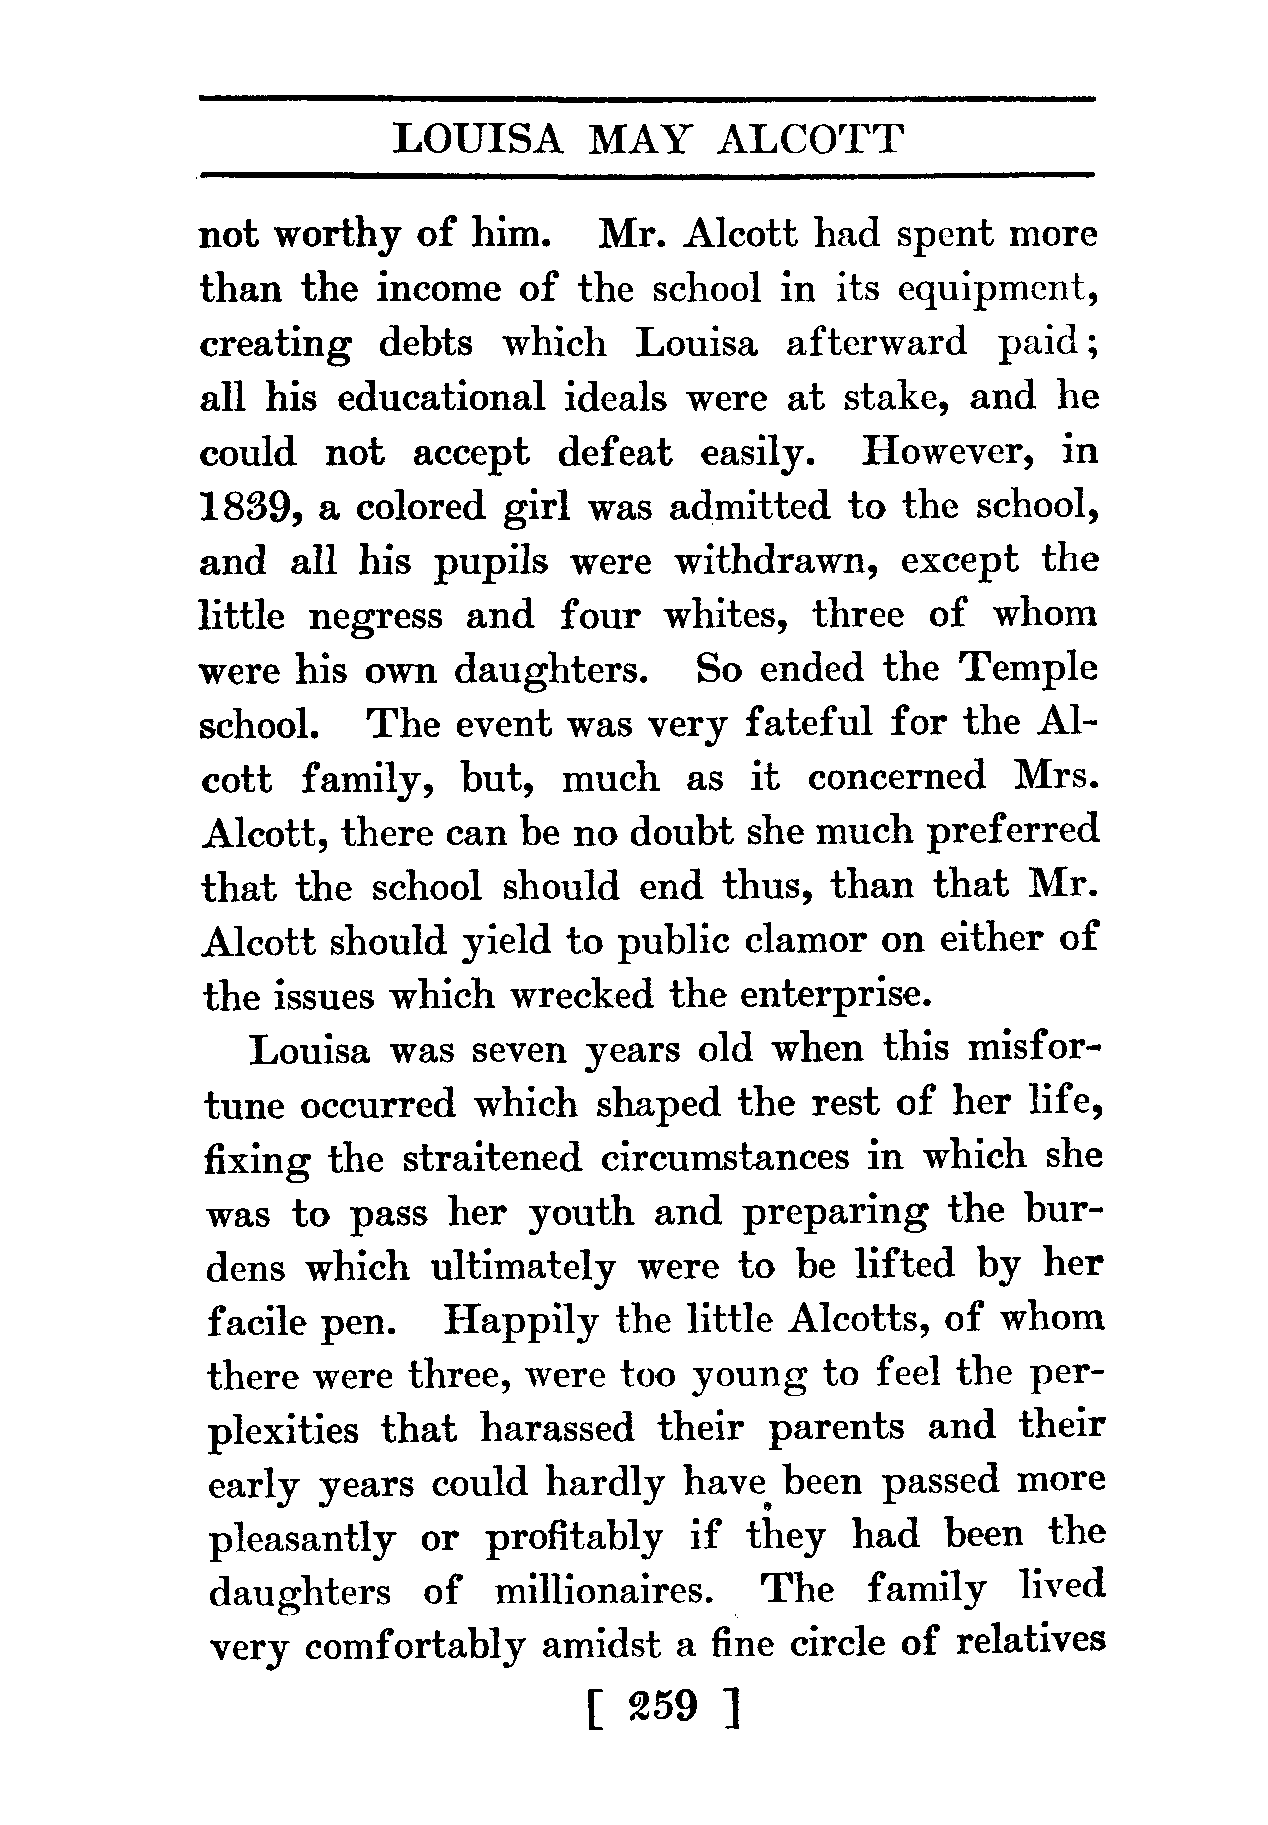 LOUISA MAY ALCOTT
not worthy of him. Mr. Alcott had spent more
than the income of the school in its equipment,
creating debts which Louisa afterward paid;
all his educational ideals were at stake, and he
could not accept defeat easily. However, in
1839, a colored girl was admitted to the school,
and all his pupils were withdrawn, except the
little negress and four whites, three of whom
were his own daughters. So ended the Temple
school. The event was very fateful for the Al-
cott family, but, much as it concerned Mrs.
Alcott, there can be no doubt she much preferred
that the school should end thus, than that Mr.
Alcott should yield to public clamor on either of
the issues which wrecked the enterprise.
Louisa was seven years old when this misfor-
tune occurred which shaped the rest of her life,
fixing the straitened circumstances in which she
was to pass her youth and preparing the bur-
dens which ultimately were to be lifted by her
facile pen. Happily the little Alcotts, of whom
there were three, were too young to feel the per-
plexities that harassed their parents and their
early years could hardly have been passed more
pleasantly or profitably if they had been the
daughters of millionaires. The family lived
very comfortably amidst a fine circle of relatives
[ 259 ]